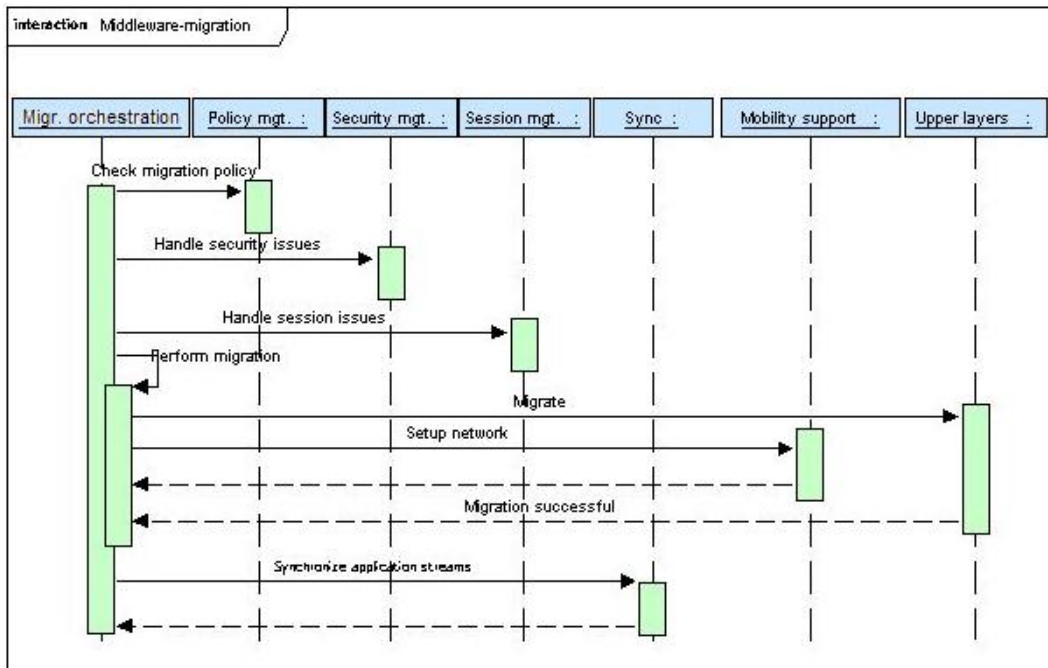 interaction Middleware-migration
Migr. orchestration
Policy mgt. :
Security mgt. :
Session mgt. :
Sync :
Mobility support :
Upper layers :
Check migration policy
Handle security issues
Handle session issues
Perform migration
Migrate
Setup network
Migration successful
Synchronize application streams